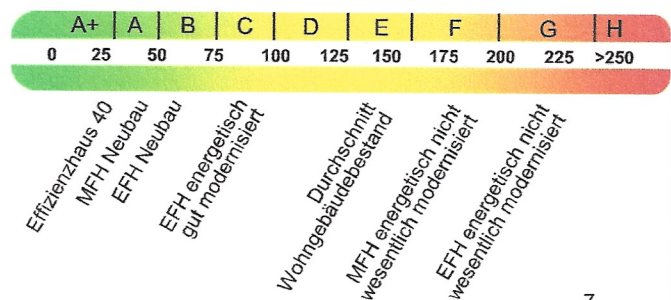 A+ A B C D E F G H
0 25 50 75 100 125 150 175 200 225 >250
Effizienzhaus 40
MFH Neubau
EFH Neubau
EFH energetisch
gut modernisiert
Durchschnitt
Wohngebäudebestand
MFH energetisch nicht
wesentlich modernisiert
EFH energetisch nicht
wesentlich modernisiert